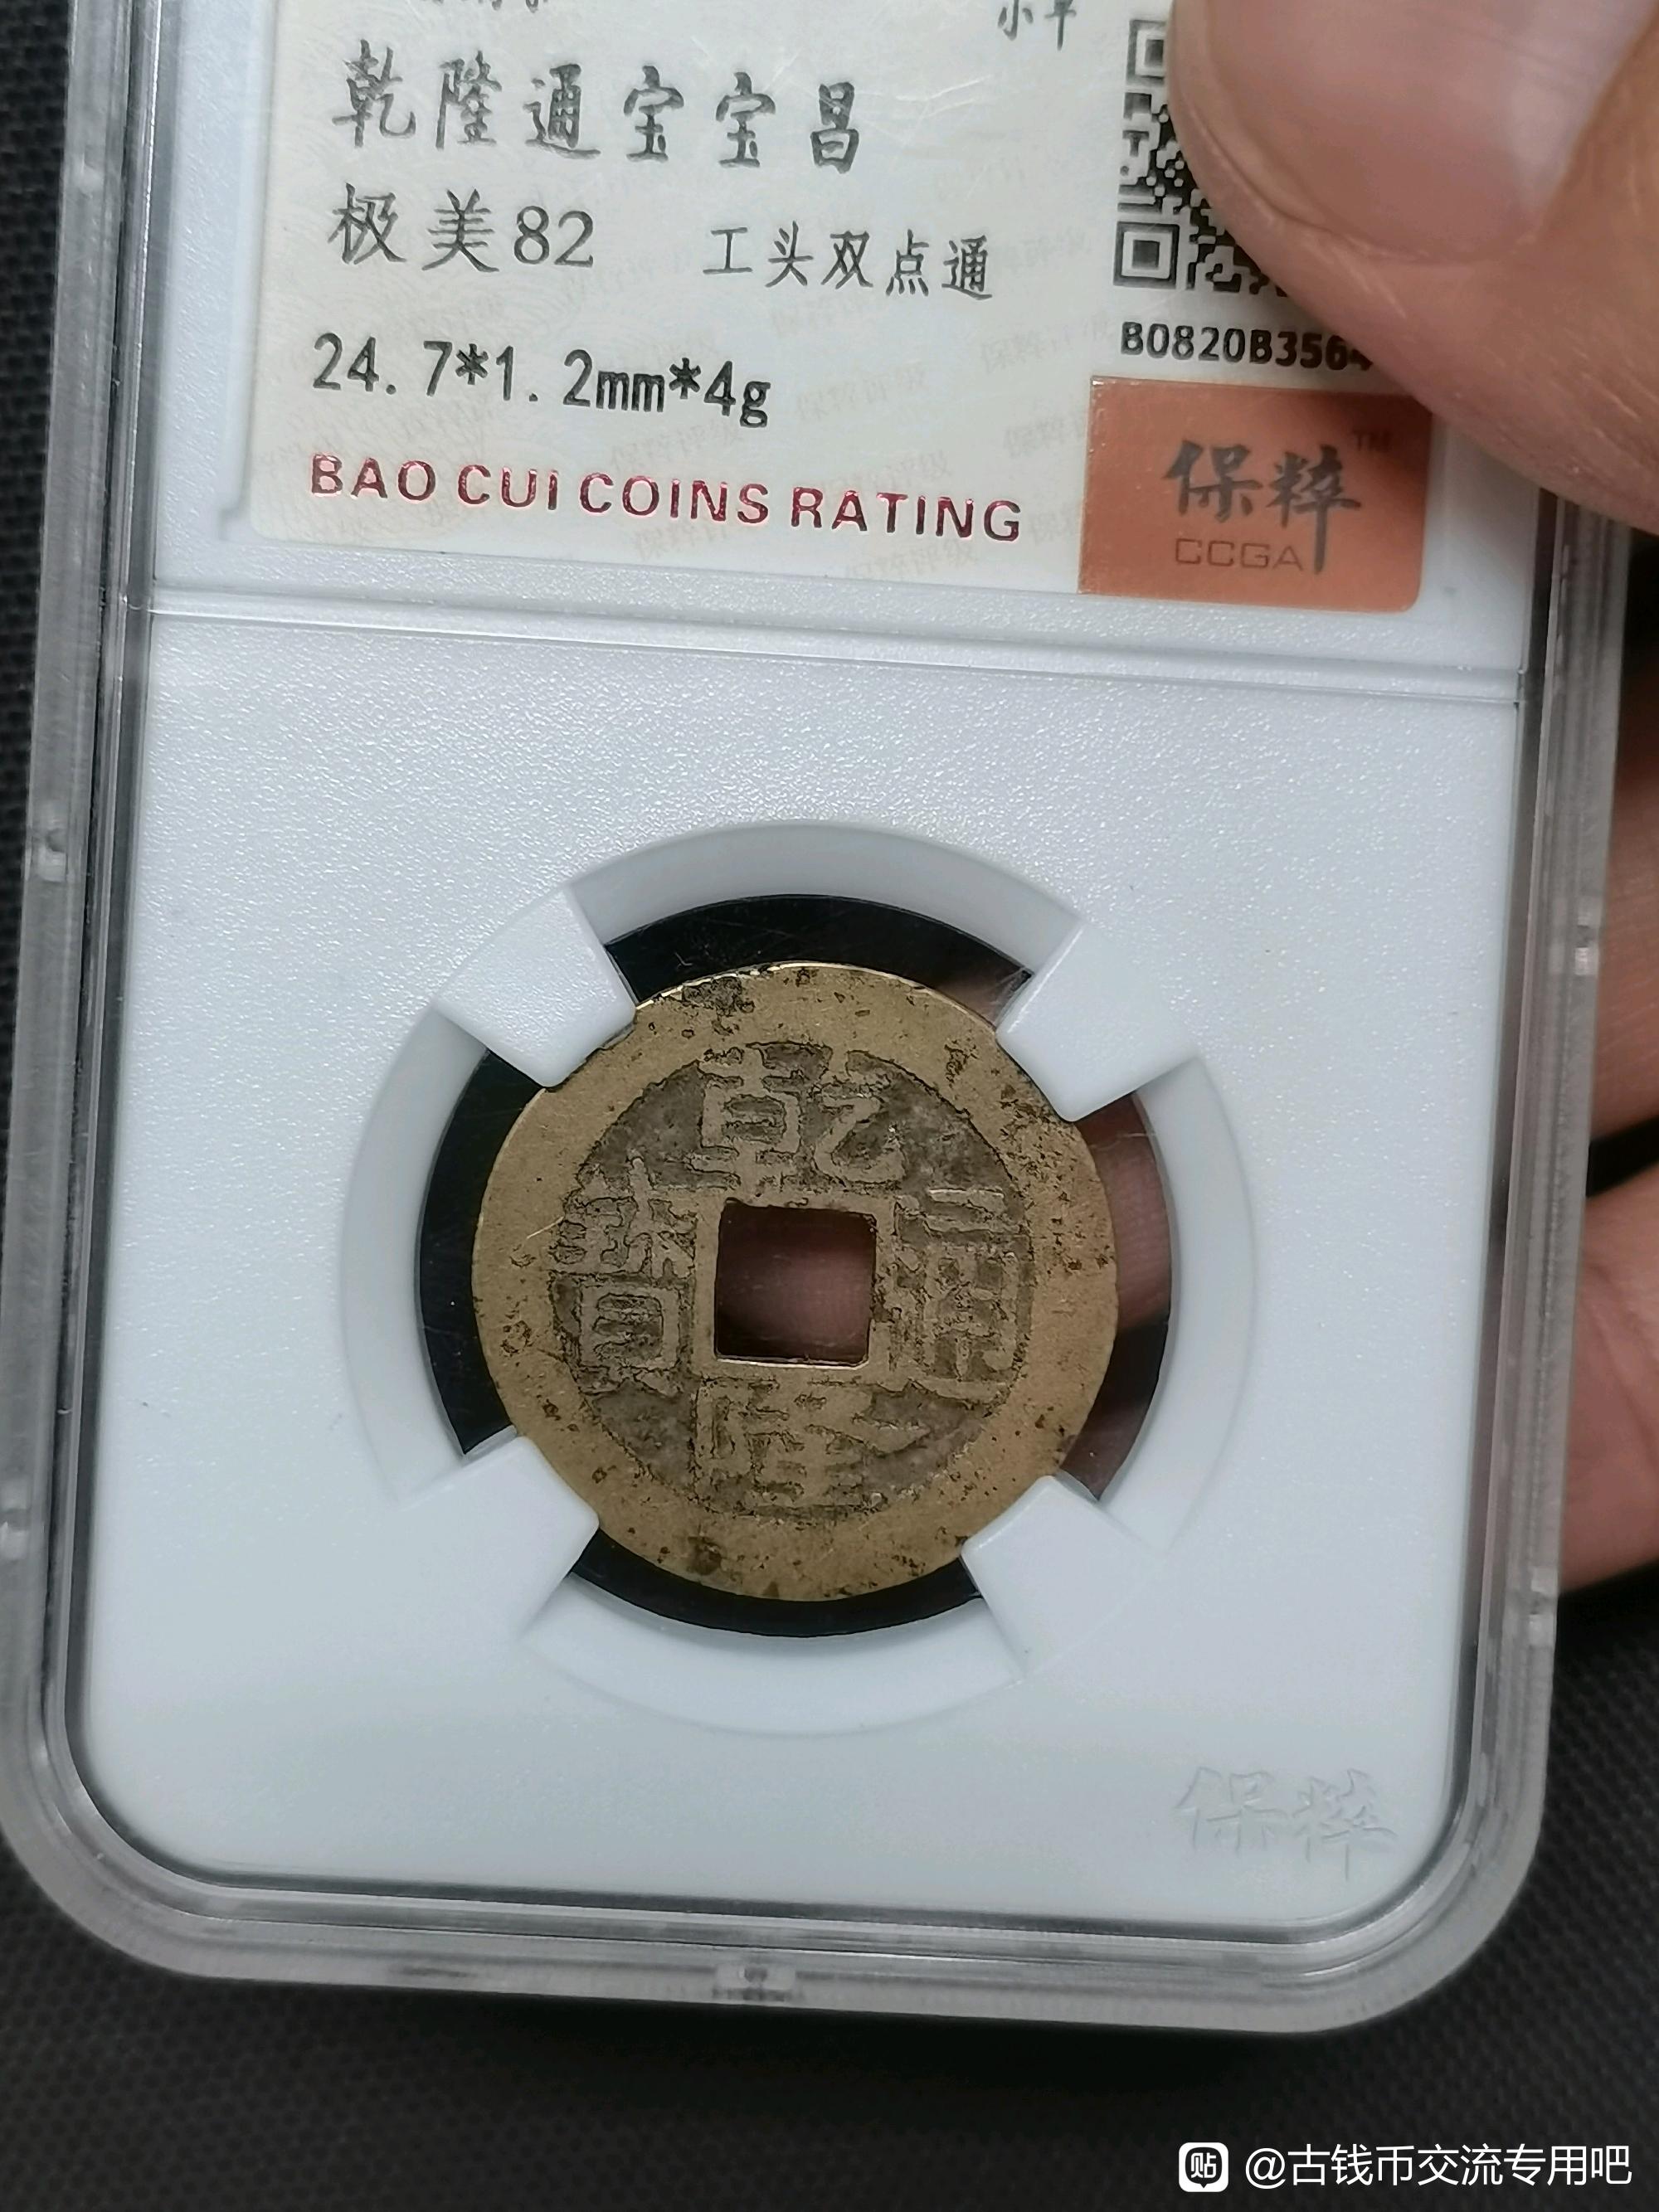 小平
乾隆通宝宝昌
极美82 工头双点通
24.7*1.2mm*4g
BAO CUI COINS RATING
B0820B3564
保粹 TM
CCGA
乾隆通寶
保粹
贴 @古钱币交流专用吧